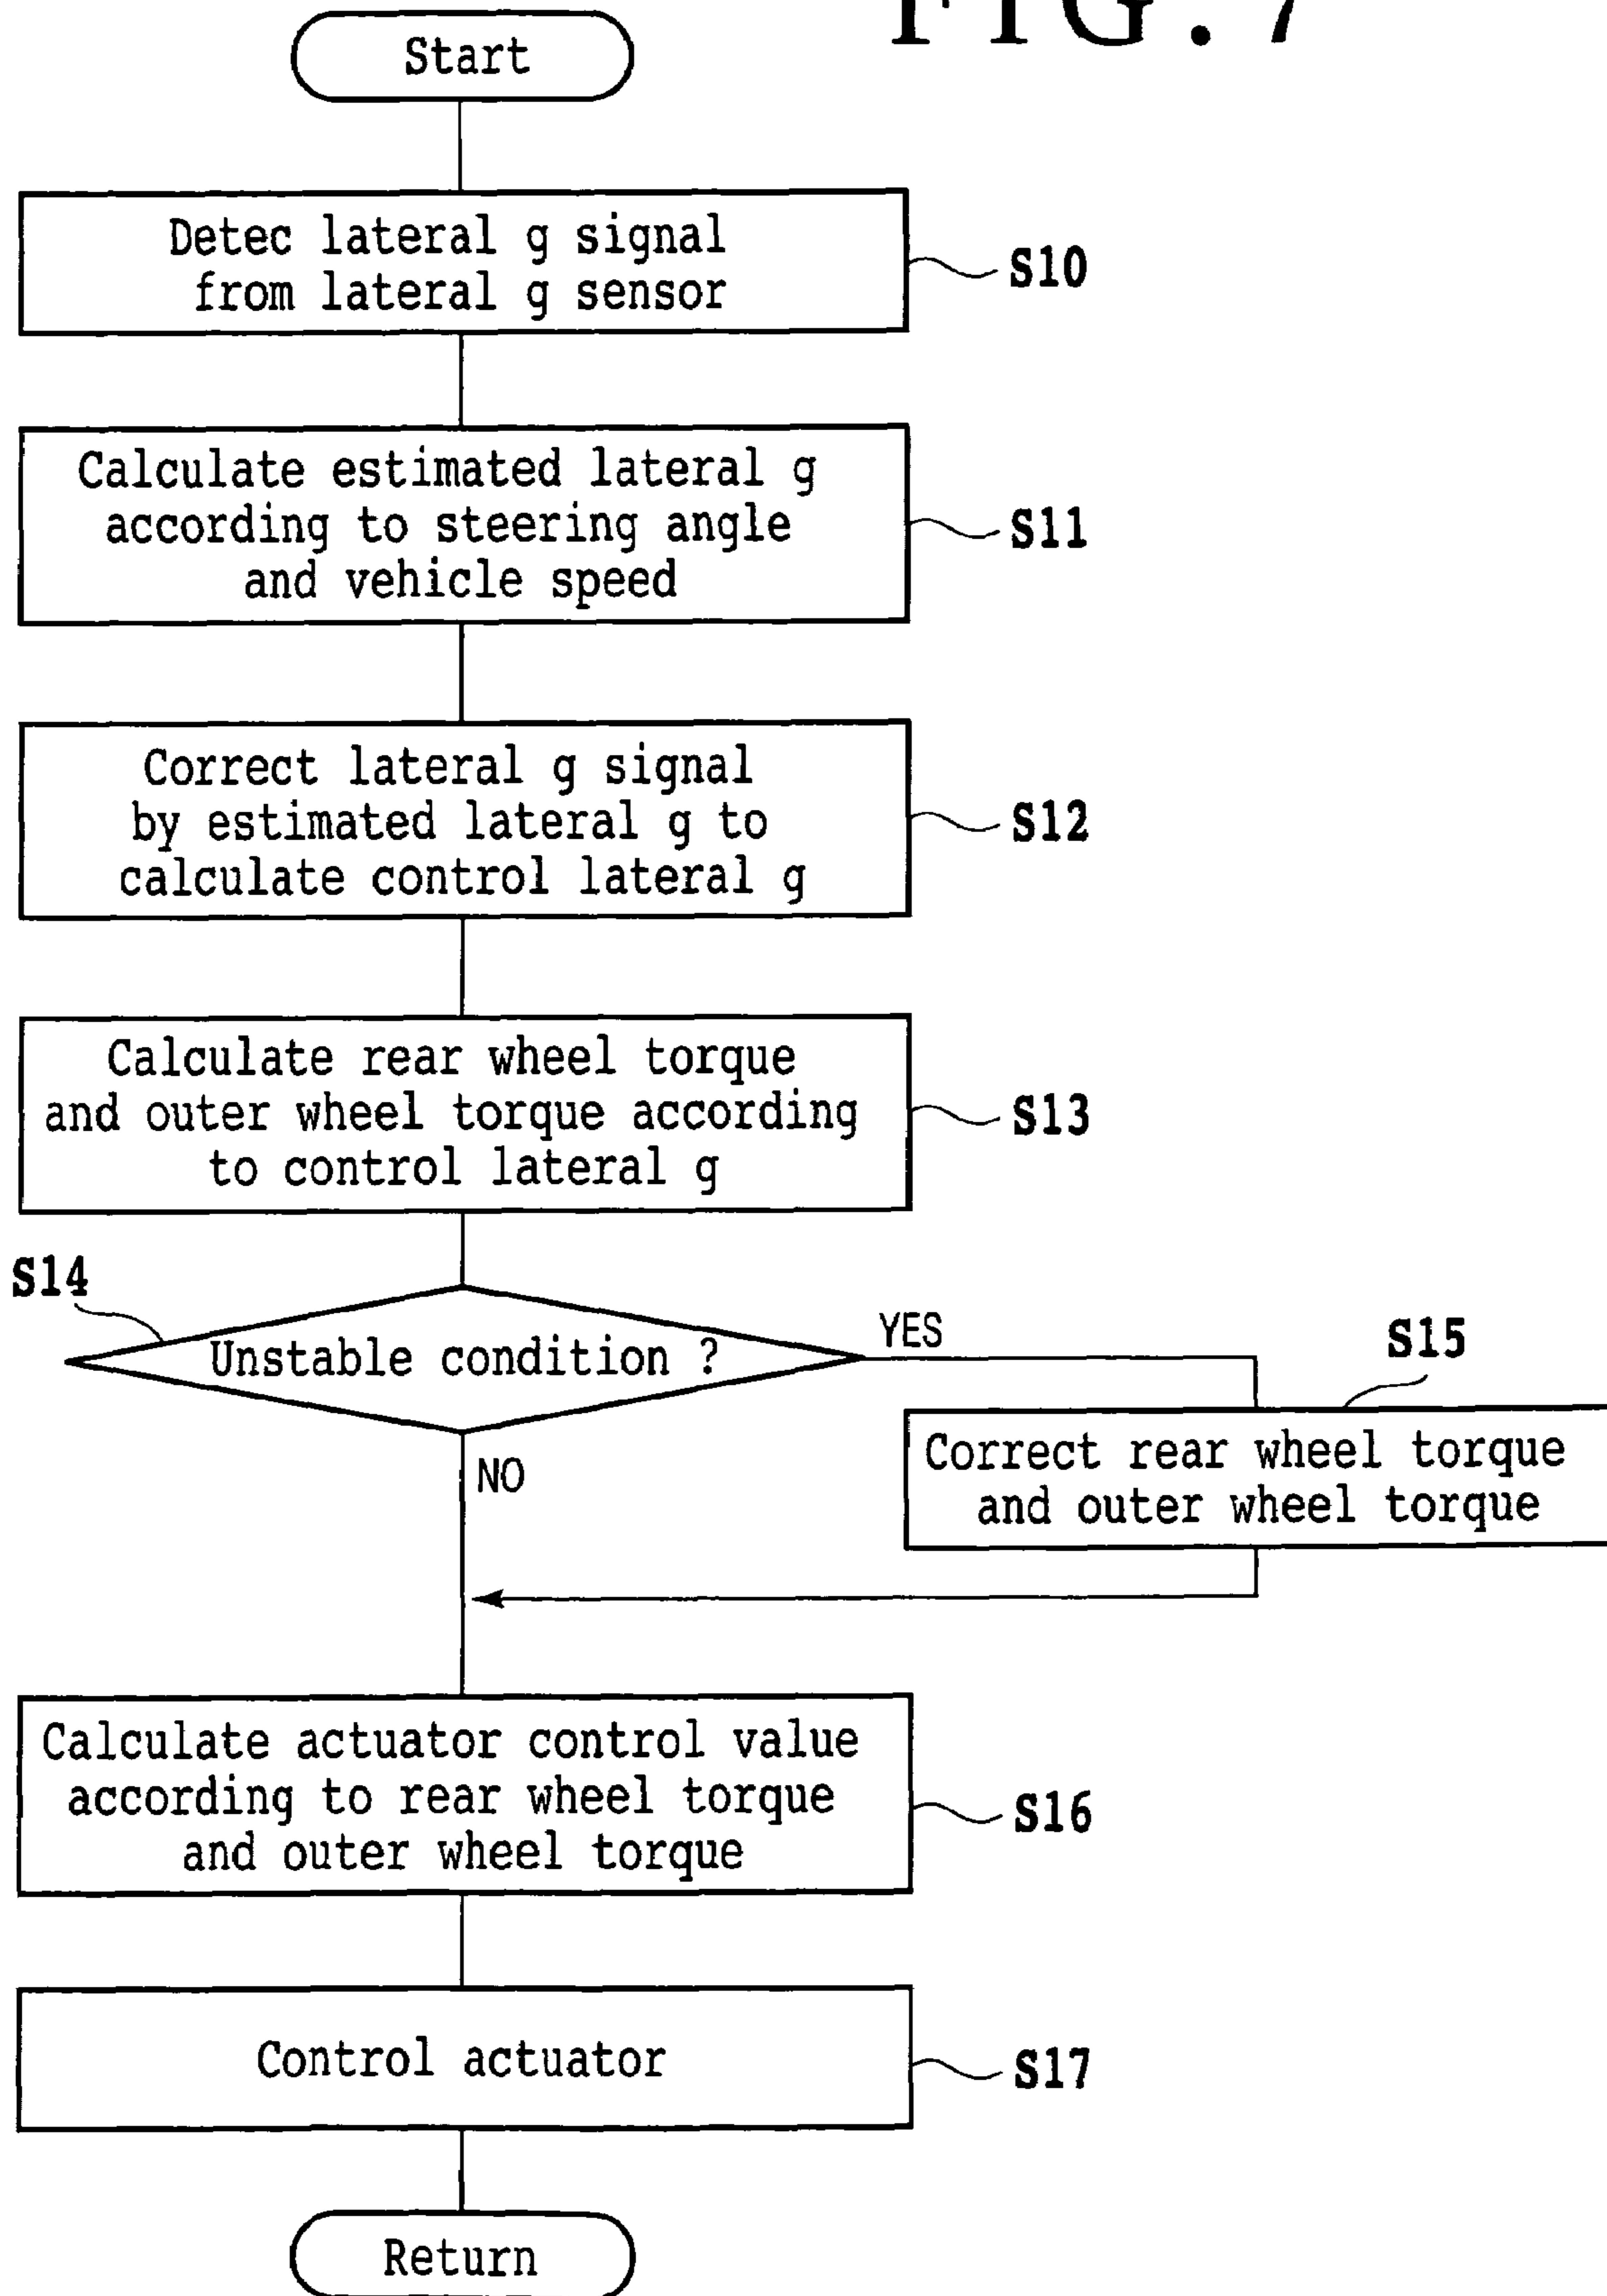 FIG. 7
Start
Detec lateral g signal
from lateral g sensor
S10
Calculate estimated lateral g
according to steering angle
and vehicle speed
S11
Correct lateral g signal
by estimated lateral g to
calculate control lateral g
S12
Calculate rear wheel torque
and outer wheel torque according
to control lateral g
S13
S14
Unstable condition ?
YES
NO
S15
Correct rear wheel torque
and outer wheel torque
Calculate actuator control value
according to rear wheel torque
and outer wheel torque
S16
Control actuator
S17
Return